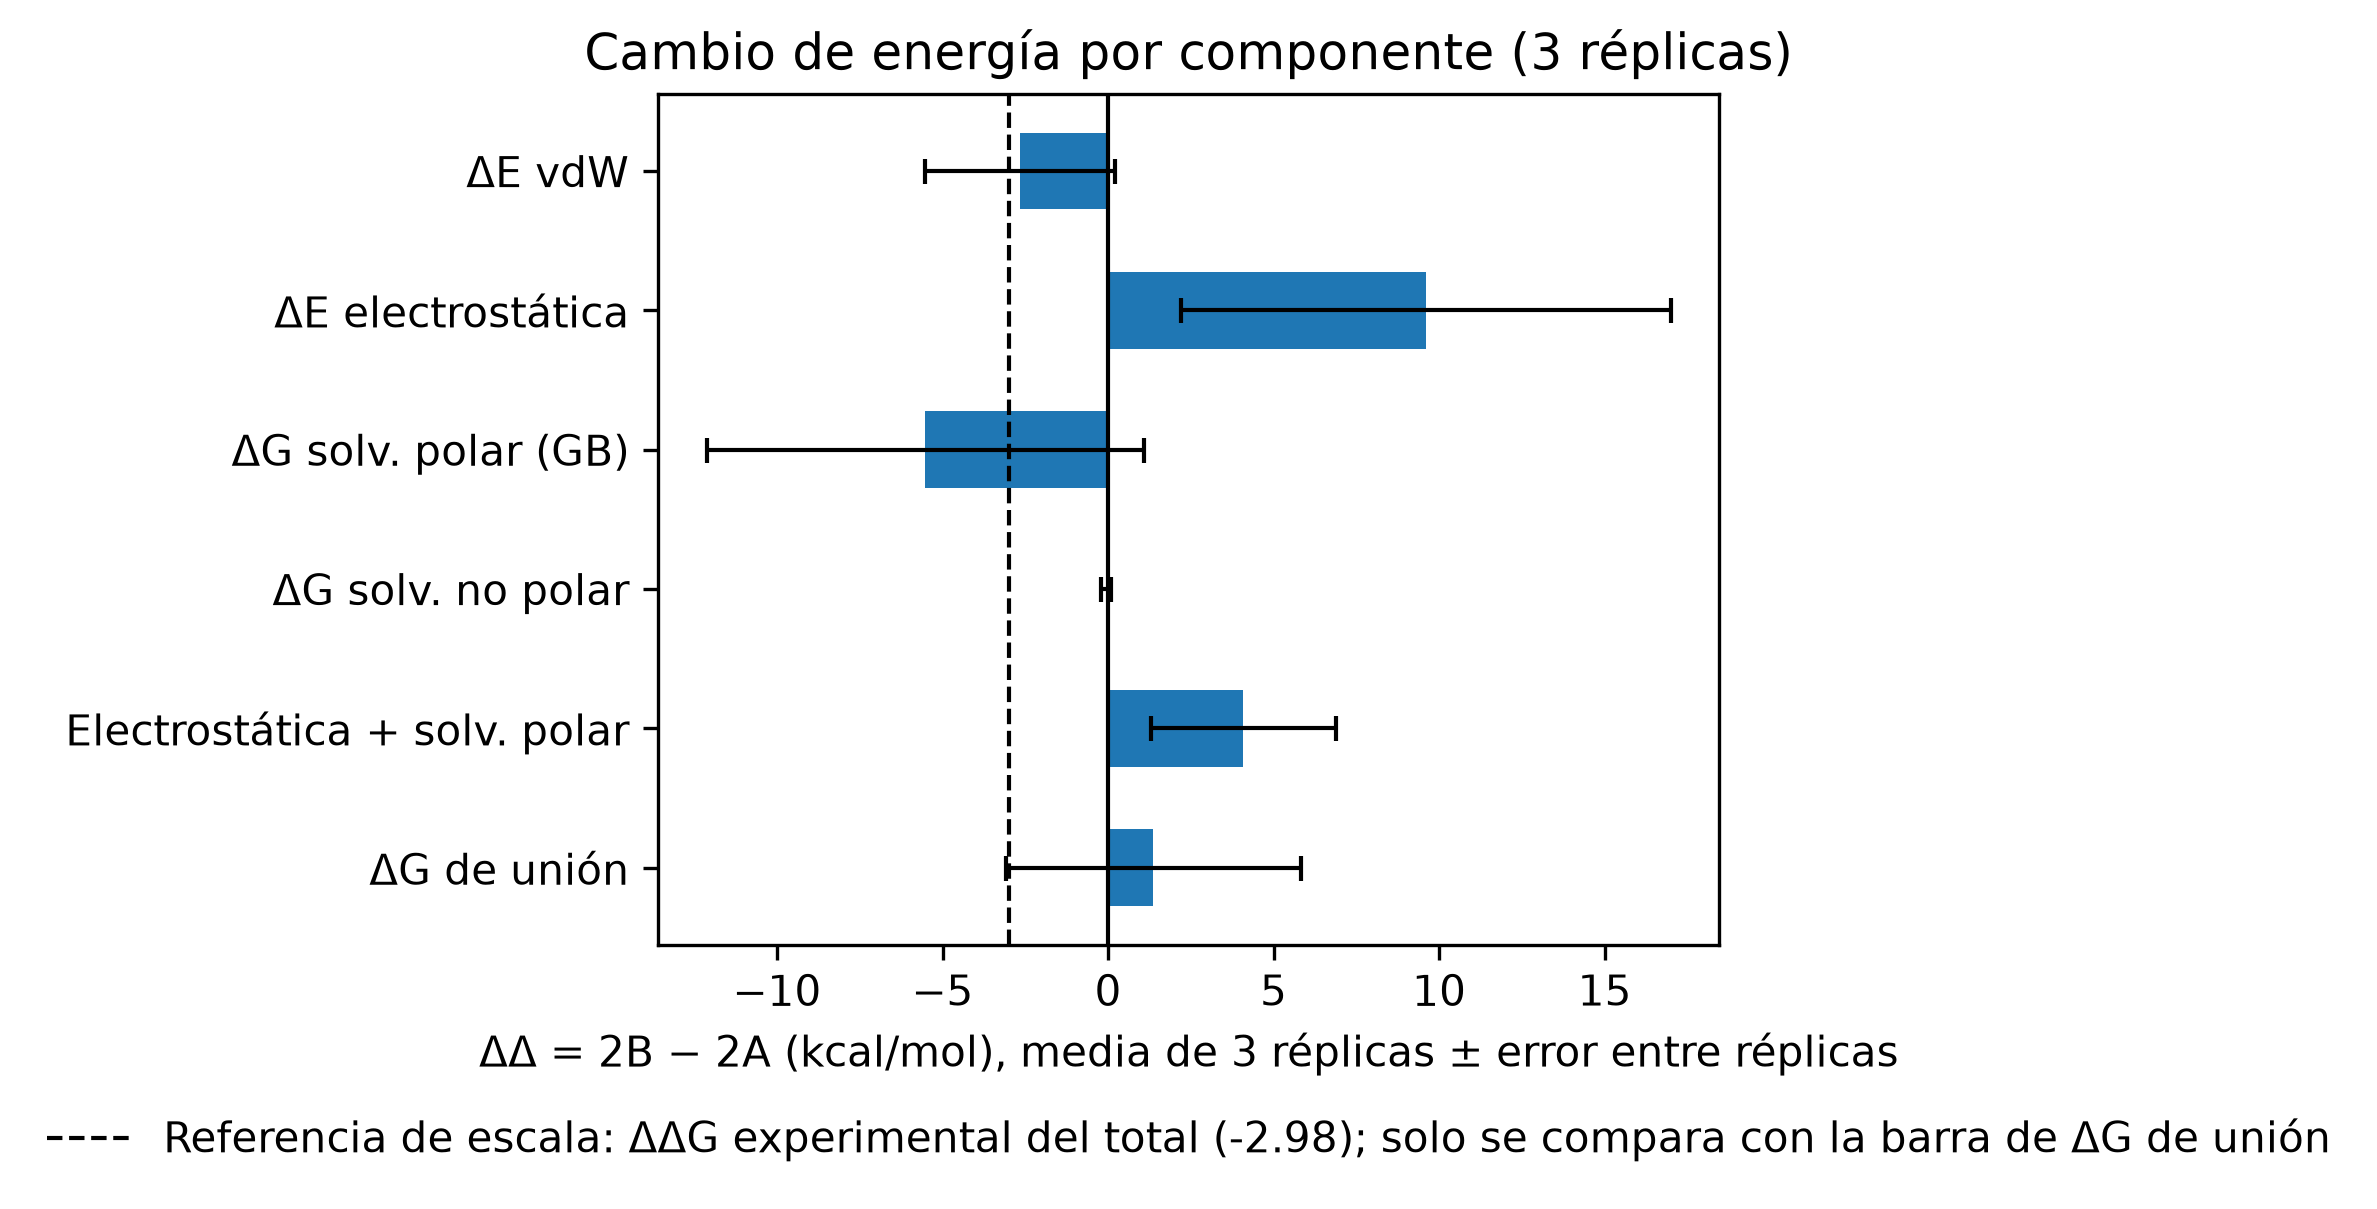 Cambio de energía por componente (3 réplicas)
ΔE vdW
ΔE electrostática
ΔG solv. polar (GB)
ΔG solv. no polar
Electrostática + solv. polar
ΔG de unión
−10 −5 0 5 10 15
ΔΔ = 2B − 2A (kcal/mol), media de 3 réplicas ± error entre réplicas
Referencia de escala: ΔΔG experimental del total (-2.98); solo se compara con la barra de ΔG de unión